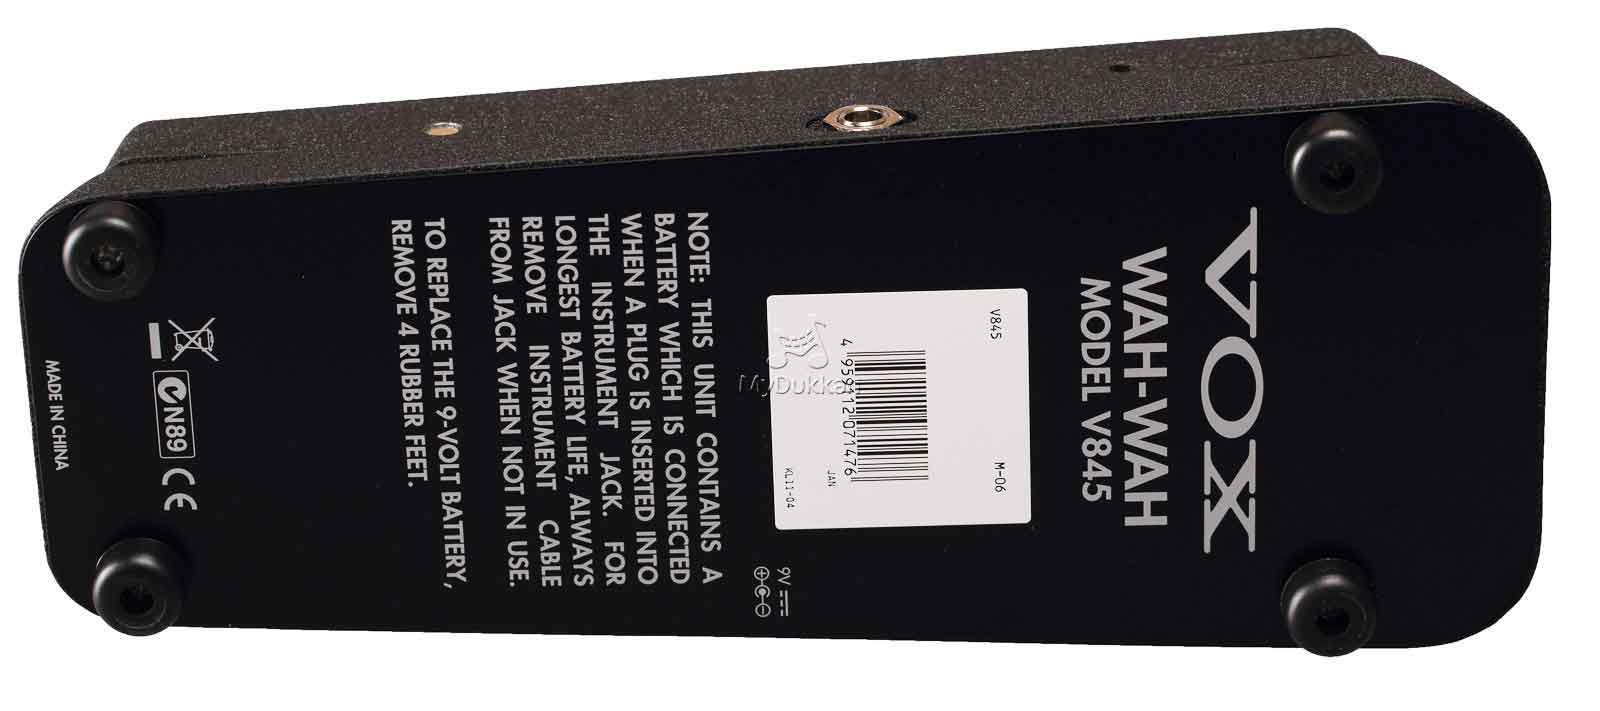 VOX
WAH-WAH
MODEL V845
V845
M-06
4 959112 071476
JAN
KL11-04
MyDukkan
9V
NOTE: THIS UNIT CONTAINS A
BATTERY WHICH IS CONNECTED
WHEN A PLUG IS INSERTED INTO
THE INSTRUMENT JACK. FOR
LONGEST BATTERY LIFE, ALWAYS
REMOVE INSTRUMENT CABLE
FROM JACK WHEN NOT IN USE.
TO REPLACE THE 9-VOLT BATTERY,
REMOVE 4 RUBBER FEET.
N89 CE
MADE IN CHINA